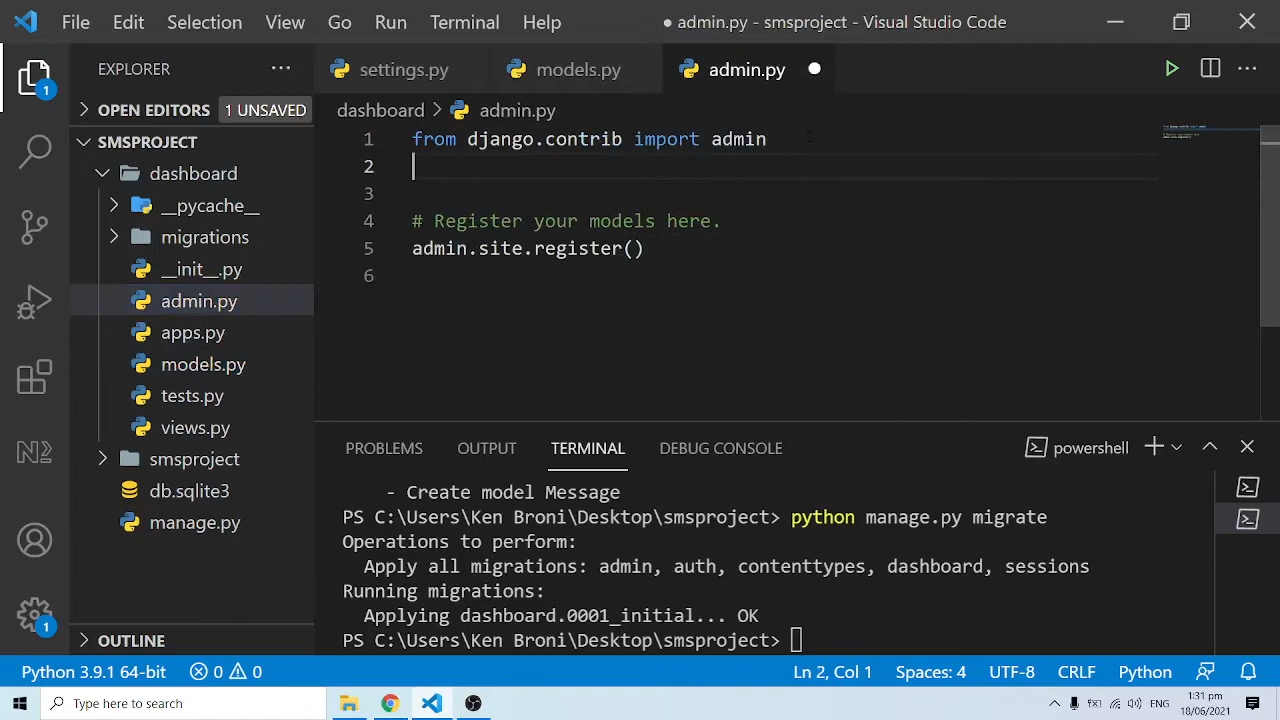 File Edit Selection View Go Run Terminal Help
● admin.py - smsproject - Visual Studio Code
EXPLORER
settings.py
models.py
admin.py
OPEN EDITORS
1 UNSAVED
dashboard > admin.py
SMSPROJECT
dashboard
__pycache__
migrations
__init__.py
admin.py
apps.py
models.py
tests.py
views.py
smsproject
db.sqlite3
manage.py
OUTLINE
1
1
1 from django.contrib import admin
2
3
4 # Register your models here.
5 admin.site.register()
6
PROBLEMS OUTPUT TERMINAL DEBUG CONSOLE
powershell
- Create model Message
PS C:\Users\Ken Broni\Desktop\smsproject> python manage.py migrate
Operations to perform:
Apply all migrations: admin, auth, contenttypes, dashboard, sessions
Running migrations:
Applying dashboard.0001_initial... OK
PS C:\Users\Ken Broni\Desktop\smsproject>
Python 3.9.1 64-bit
0
0
Ln 2, Col 1
Spaces: 4
UTF-8
CRLF
Python
Type here to search
ENG
1:31 pm
18/06/2021